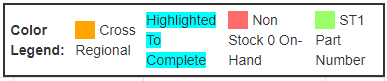 Color Legend:
Cross Regional
Highlighted To Complete
Non Stock 0 On-Hand
ST1 Part Number